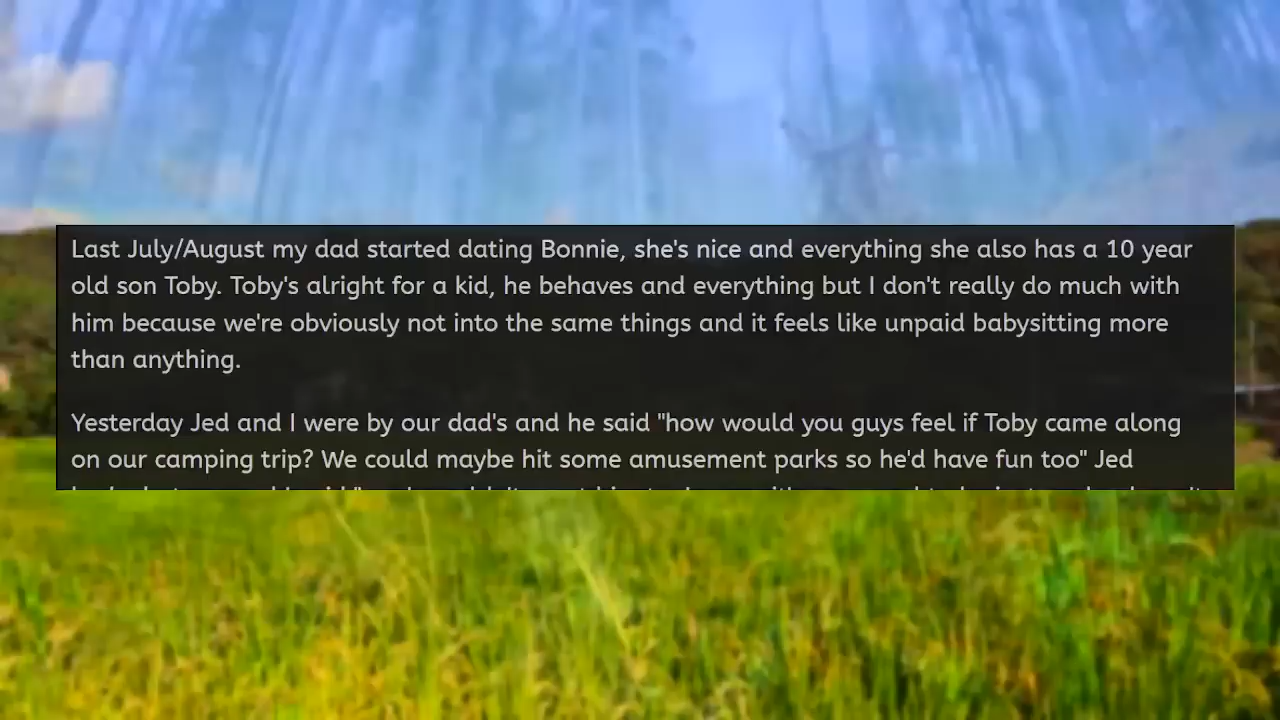 Last July/August my dad started dating Bonnie, she's nice and everything she also has a 10 year
old son Toby. Toby's alright for a kid, he behaves and everything but I don't really do much with
him because we're obviously not into the same things and it feels like unpaid babysitting more
than anything.
Yesterday Jed and I were by our dad's and he said "how would you guys feel if Toby came along
on our camping trip? We could maybe hit some amusement parks so he'd have fun too" Jed